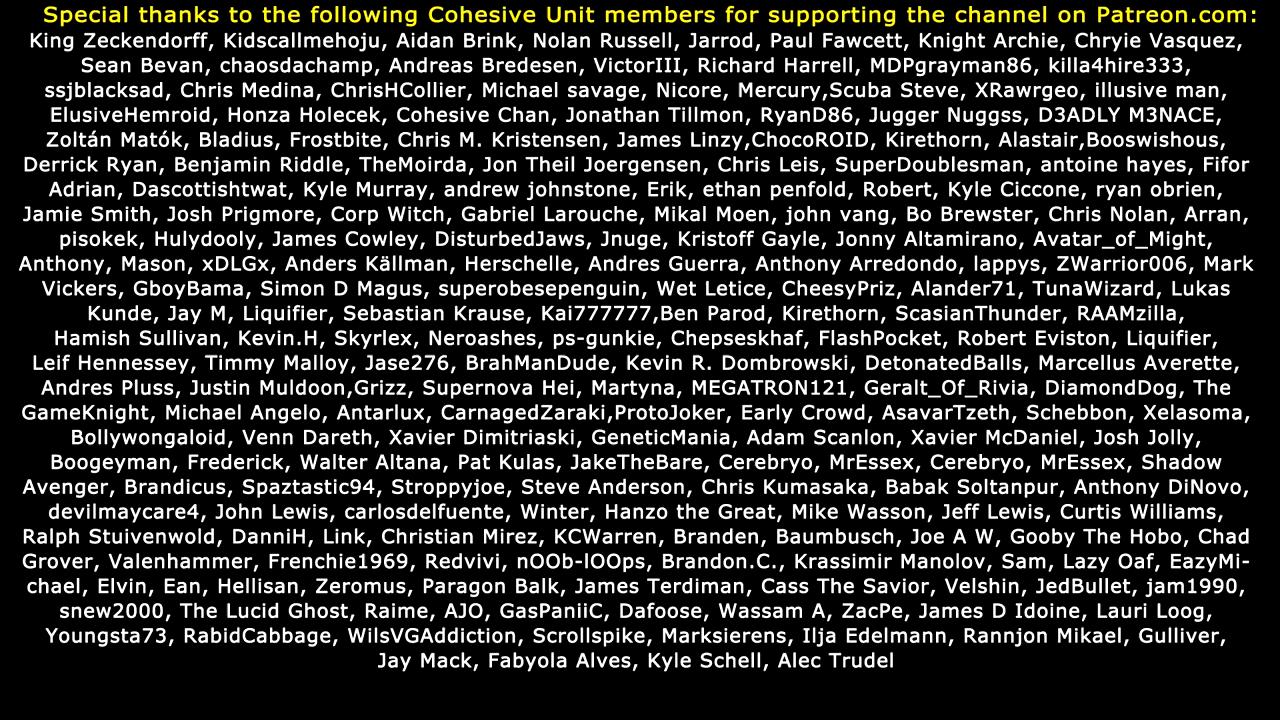 Special thanks to the following Cohesive Unit members for supporting the channel on Patreon.com:
King Zeckendorff, Kidscallmehoju, Aidan Brink, Nolan Russell, Jarrod, Paul Fawcett, Knight Archie, Chryie Vasquez,
Sean Bevan, chaosdachamp, Andreas Bredesen, VictorIII, Richard Harrell, MDPgrayman86, killa4hire333,
ssjblacksad, Chris Medina, ChrisHCollier, Michael savage, Nicore, Mercury,Scuba Steve, XRawrgeo, illusive man,
ElusiveHemroid, Honza Holecek, Cohesive Chan, Jonathan Tillmon, RyanD86, Jugger Nuggss, D3ADLY M3NACE,
Zoltán Matók, Bladius, Frostbite, Chris M. Kristensen, James Linzy,ChocoROID, Kirethorn, Alastair,Booswishous,
Derrick Ryan, Benjamin Riddle, TheMoirda, Jon Theil Joergensen, Chris Leis, SuperDoublesman, antoine hayes, Fifor
Adrian, Dascottishtwat, Kyle Murray, andrew johnstone, Erik, ethan penfold, Robert, Kyle Ciccone, ryan obrien,
Jamie Smith, Josh Prigmore, Corp Witch, Gabriel Larouche, Mikal Moen, john vang, Bo Brewster, Chris Nolan, Arran,
pisokek, Hulydooly, James Cowley, DisturbedJaws, Jnuge, Kristoff Gayle, Jonny Altamirano, Avatar_of_Might,
Anthony, Mason, xDLGx, Anders Källman, Herschelle, Andres Guerra, Anthony Arredondo, lappys, ZWarrior006, Mark
Vickers, GboyBama, Simon D Magus, superobesepenguin, Wet Letice, CheesyPriz, Alander71, TunaWizard, Lukas
Kunde, Jay M, Liquifier, Sebastian Krause, Kai777777,Ben Parod, Kirethorn, ScasianThunder, RAAMzilla,
Hamish Sullivan, Kevin.H, Skyrlex, Neroashes, ps-gunkie, Chepseskhaf, FlashPocket, Robert Eviston, Liquifier,
Leif Hennessey, Timmy Malloy, Jase276, BrahManDude, Kevin R. Dombrowski, DetonatedBalls, Marcellus Averette,
Andres Pluss, Justin Muldoon,Grizz, Supernova Hei, Martyna, MEGATRON121, Geralt_Of_Rivia, DiamondDog, The
GameKnight, Michael Angelo, Antarlux, CarnagedZaraki,ProtoJoker, Early Crowd, AsavarTzeth, Schebbon, Xelasoma,
Bollywongaloid, Venn Dareth, Xavier Dimitriaski, GeneticMania, Adam Scanlon, Xavier McDaniel, Josh Jolly,
Boogeyman, Frederick, Walter Altana, Pat Kulas, JakeTheBare, Cerebryo, MrEssex, Cerebryo, MrEssex, Shadow
Avenger, Brandicus, Spaztastic94, Stroppyjoe, Steve Anderson, Chris Kumasaka, Babak Soltanpur, Anthony DiNovo,
devilmaycare4, John Lewis, carlosdelfuente, Winter, Hanzo the Great, Mike Wasson, Jeff Lewis, Curtis Williams,
Ralph Stuivenwold, DanniH, Link, Christian Mirez, KCWarren, Branden, Baumbusch, Joe A W, Gooby The Hobo, Chad
Grover, Valenhammer, Frenchie1969, Redvivi, nOOb-lOOps, Brandon.C., Krassimir Manolov, Sam, Lazy Oaf, EazyMi-
chael, Elvin, Ean, Hellisan, Zeromus, Paragon Balk, James Terdiman, Cass The Savior, Velshin, JedBullet, jam1990,
snew2000, The Lucid Ghost, Raime, AJO, GasPaniiC, Dafoose, Wassam A, ZacPe, James D Idoine, Lauri Loog,
Youngsta73, RabidCabbage, WilsVGAddiction, Scrollspike, Marksierens, Ilja Edelmann, Rannjon Mikael, Gulliver,
Jay Mack, Fabyola Alves, Kyle Schell, Alec Trudel